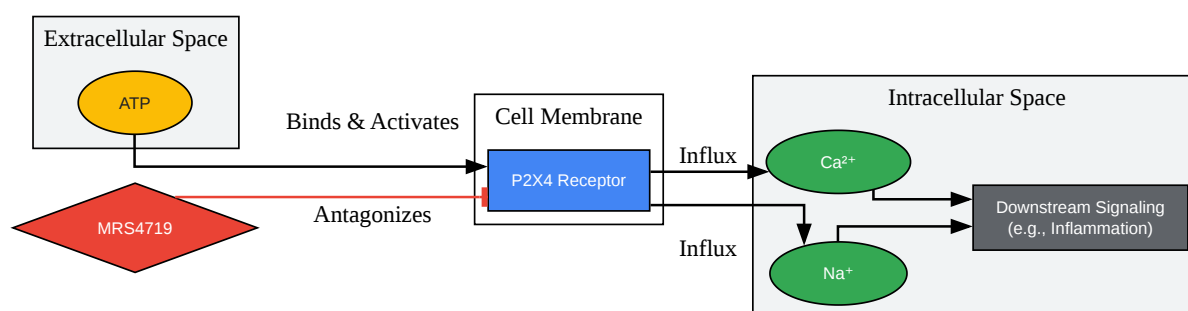 Extracellular Space
ATP
Binds & Activates
MRS4719
Antagonizes
Cell Membrane
P2X4 Receptor
Influx
Influx
Intracellular Space
Ca²⁺
Na⁺
Downstream Signaling
(e.g., Inflammation)